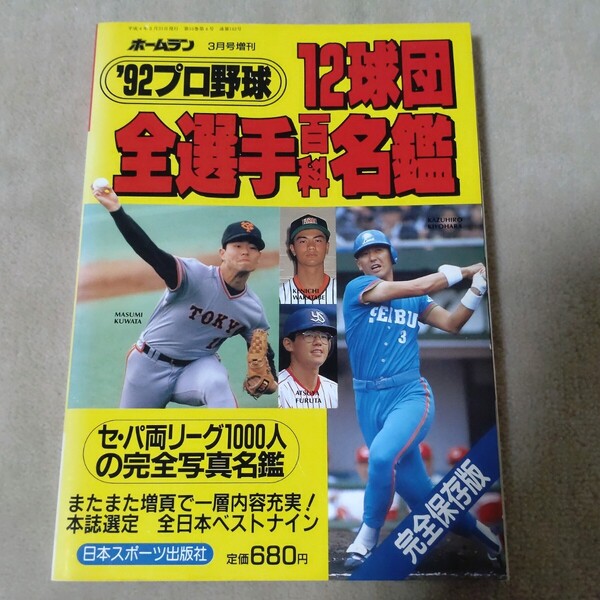 ホームラン 3月号増刊
'92プロ野球
12球団
全選手百科名鑑
KAZUHIRO
KIYOHARA
MASUMI
KUWATA
TOKYO
KENICHI
ATSUYA
FURUTA
SEIBU
3
セ・パ両リーグ1000人
の完全写真名鑑
またまた増頁で一層内容充実!
本誌選定 全日本ベストナイン
日本スポーツ出版社
定価680円
完全保存版